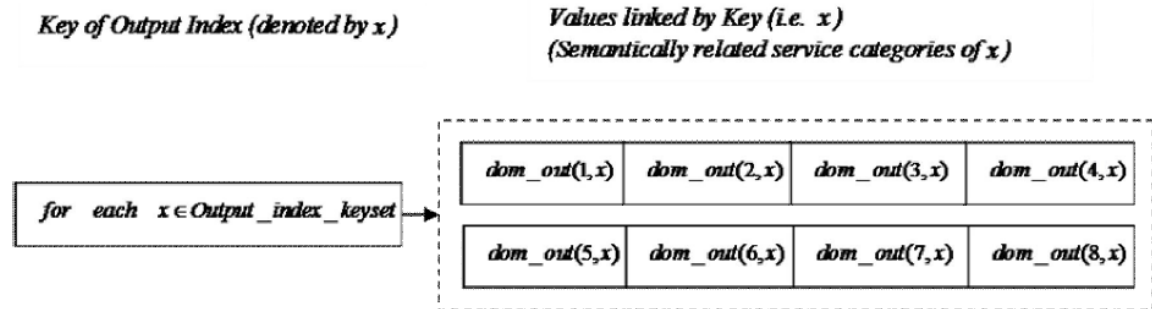 Key of Output Index (denoted by x)
Values linked by Key (i.e. x)
(Semantically related service categories of x)
for each x∈Output_index_keyset
dom_out(1,x) dom_out(2,x) dom_out(3,x) dom_out(4,x)
dom_out(5,x) dom_out(6,x) dom_out(7,x) dom_out(8,x)